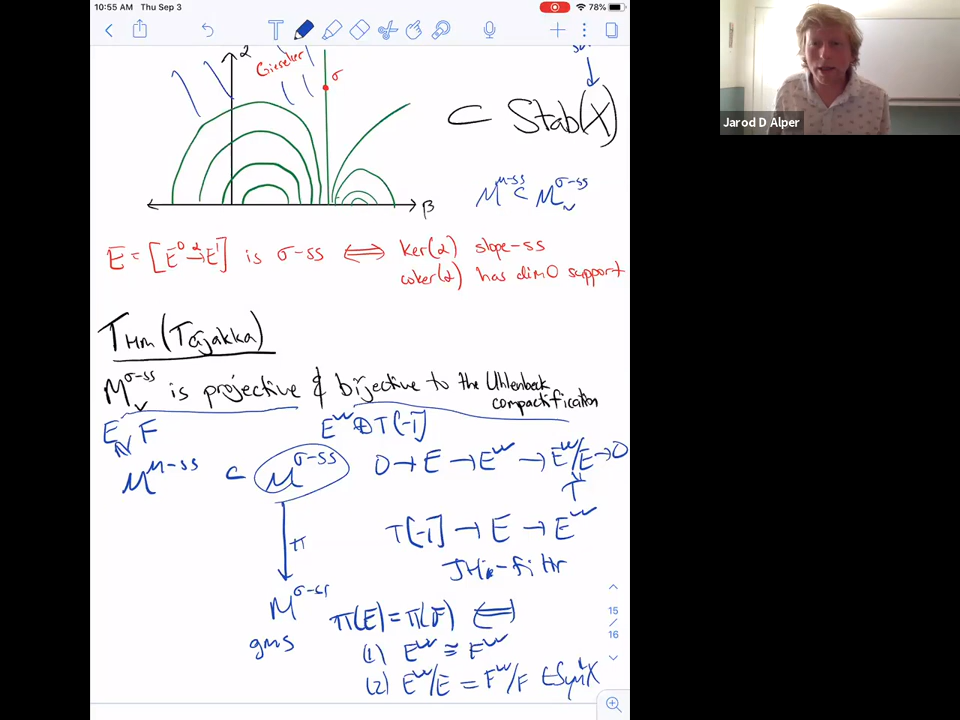 10:55 AM Thu Sep 3
78%
T
α
Gieseker
σ
⊂ Stab(X)
β
M^{μ-ss} ⊂ M_v^{σ-ss}
E = [E^0 →^α E^1] is σ-ss ⟺ ker(α) slope-ss
coker(α) has dim 0 support
Thm (Tajakka)
M_v^{σ-ss} is projective & bijective to the Uhlenbeck
compactification
E F
E^{vv} ⊕ T[-1]
M^{μ-ss} ⊂ M^{σ-ss} 0 → E → E^{vv} → E^{vv}/E → 0
T
T[-1] → E → E^{vv}
π
M^{σ-ss} π(E) = π(F) ⟺
gms
(1) E^{vv} ≅ F^{vv}
(2) E^{vv}/E = F^{vv}/F ∈ Sym X
15
/
16
Jarod D Alper